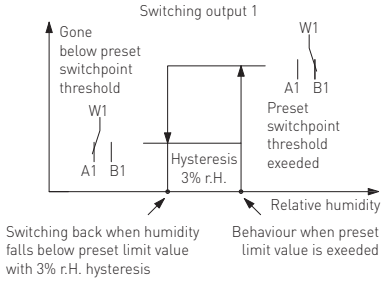 Switching output 1
Gone
below preset
switchpoint
threshold
W1
A1 B1
W1
A1 B1
Preset
switchpoint
threshold
exeeded
Hysteresis
3% r.H.
Relative humidity
Switching back when humidity
falls below preset limit value
with 3% r.H. hysteresis
Behaviour when preset
limit value is exeeded